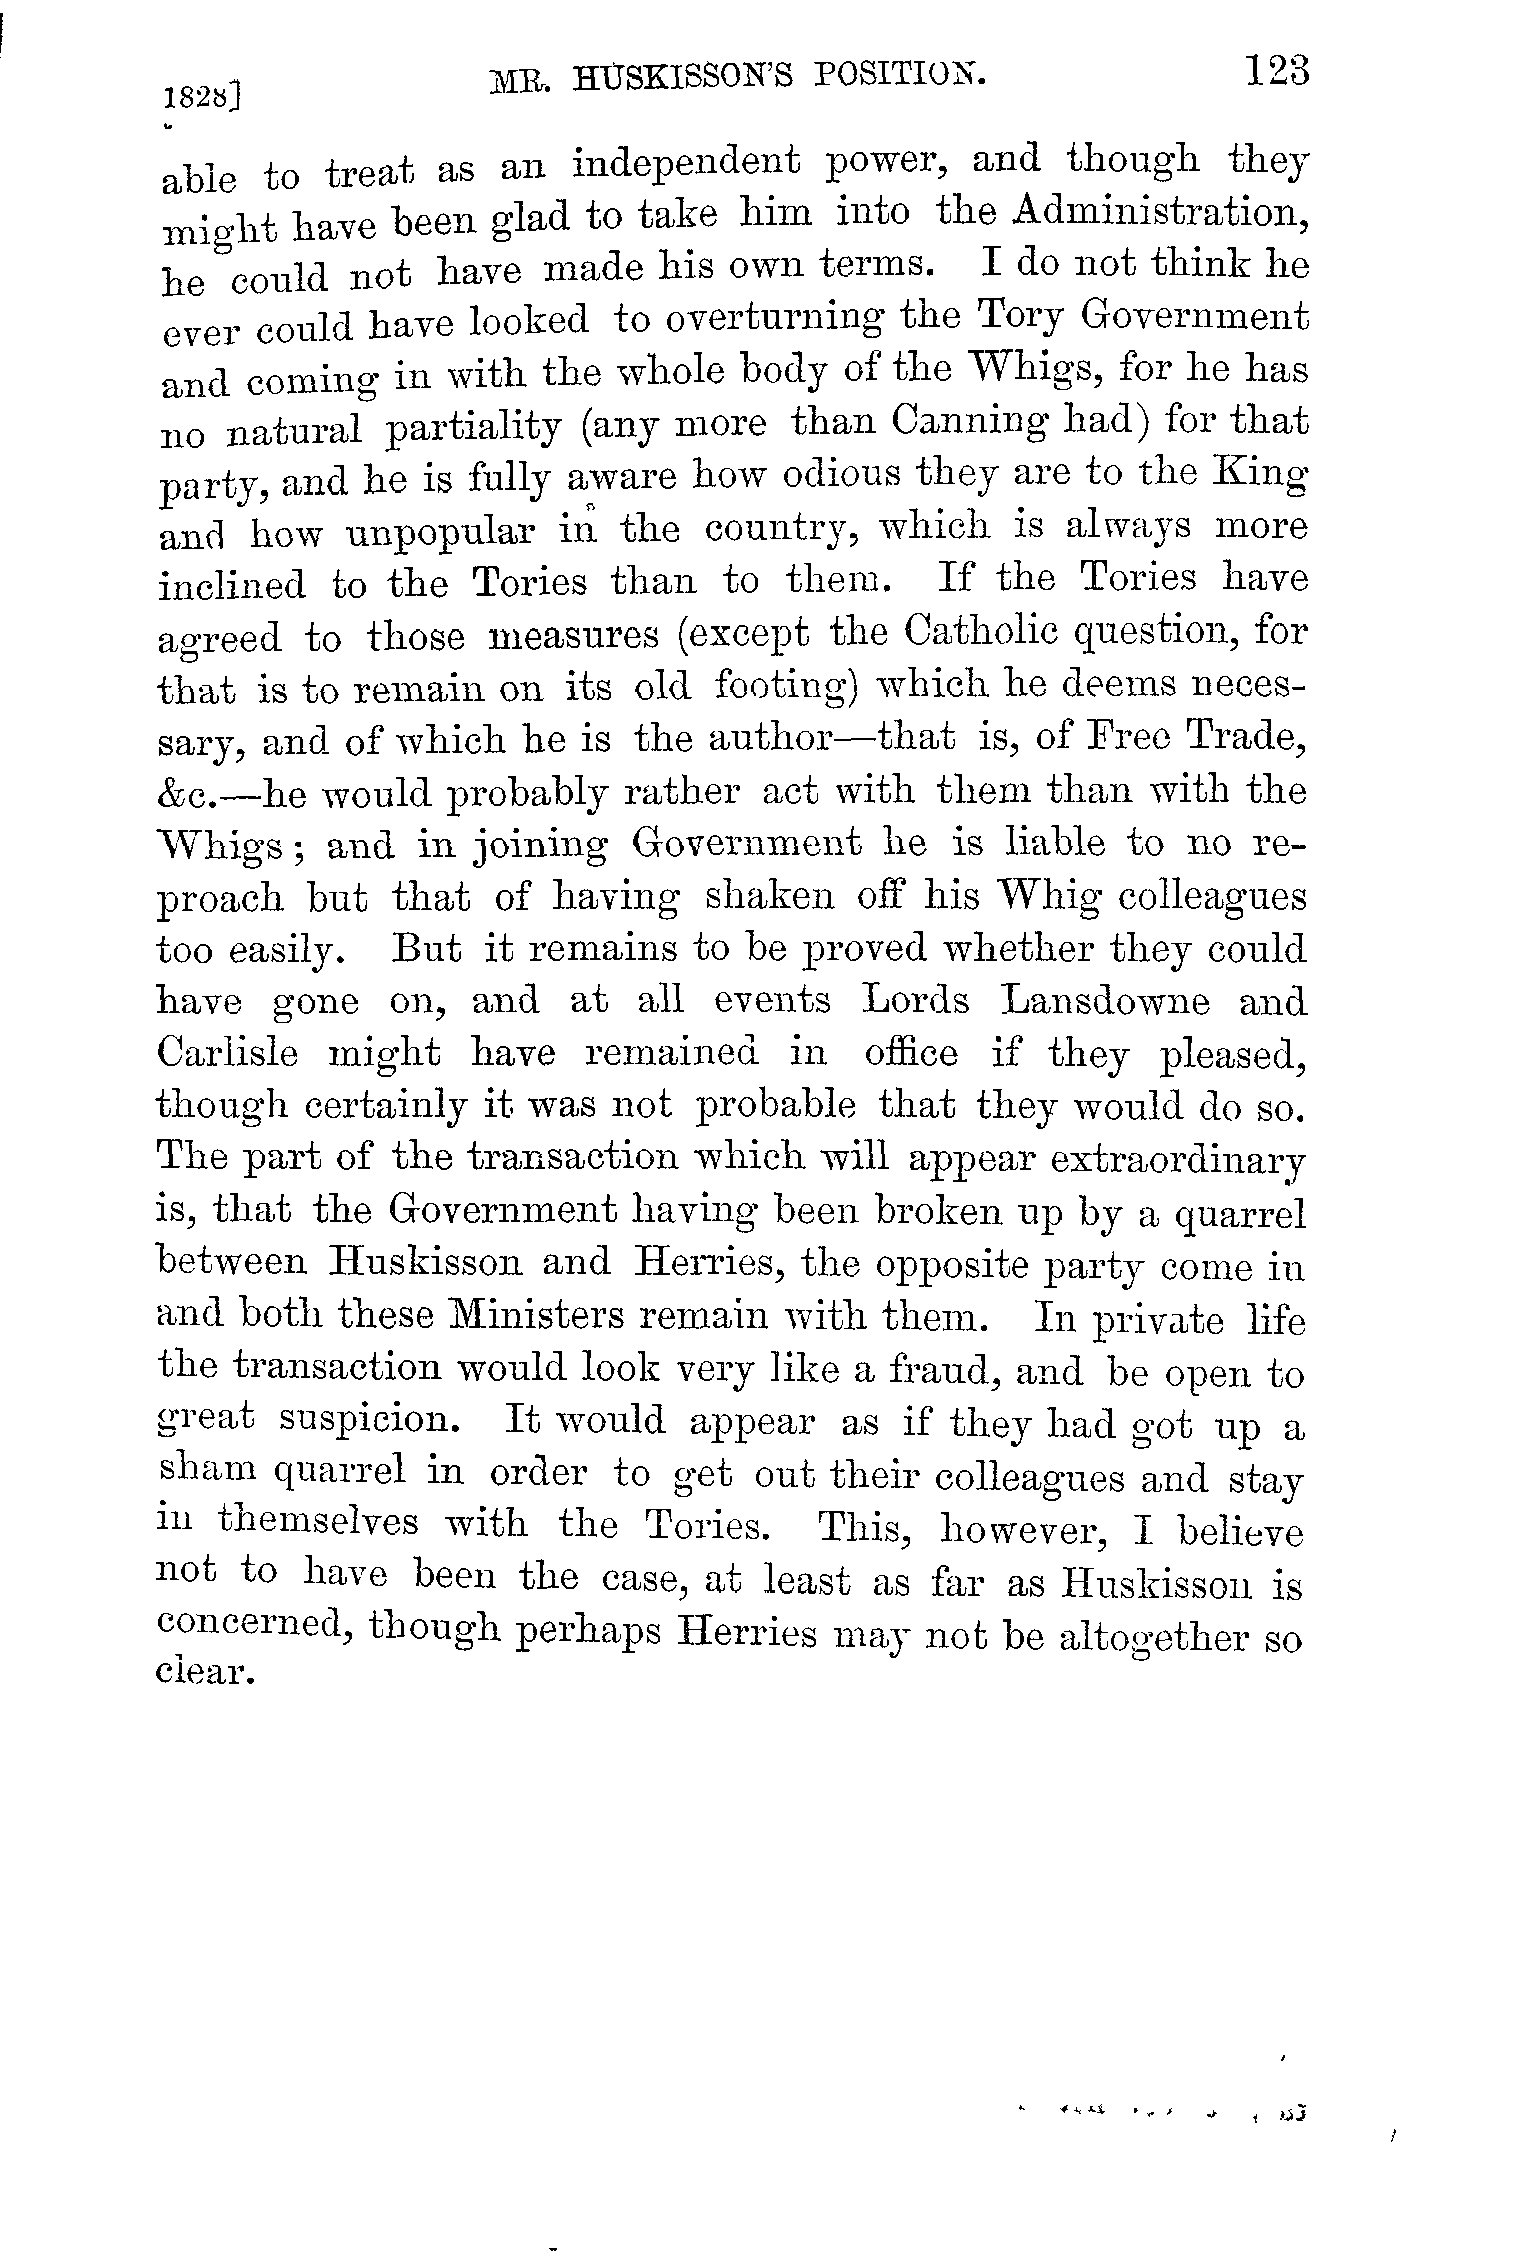 1828] MR. HUSKISSON'S POSITION. 123
able to treat as an independent power, and though they
might have been glad to take him into the Administration,
he could not have made his own terms. I do not think he
ever could have looked to overturning the Tory Government
and coming in with the whole body of the Whigs, for he has
no natural partiality (any more than Canning had) for that
party, and he is fully aware how odious they are to the King
and how unpopular in the country, which is always more
inclined to the Tories than to them. If the Tories have
agreed to those measures (except the Catholic question, for
that is to remain on its old footing) which he deems neces-
sary, and of which he is the author—that is, of Free Trade,
&c.—he would probably rather act with them than with the
Whigs; and in joining Government he is liable to no re-
proach but that of having shaken off his Whig colleagues
too easily. But it remains to be proved whether they could
have gone on, and at all events Lords Lansdowne and
Carlisle might have remained in office if they pleased,
though certainly it was not probable that they would do so.
The part of the transaction which will appear extraordinary
is, that the Government having been broken up by a quarrel
between Huskisson and Herries, the opposite party come in
and both these Ministers remain with them. In private life
the transaction would look very like a fraud, and be open to
great suspicion. It would appear as if they had got up a
sham quarrel in order to get out their colleagues and stay
in themselves with the Tories. This, however, I believe
not to have been the case, at least as far as Huskisson is
concerned, though perhaps Herries may not be altogether so
clear.